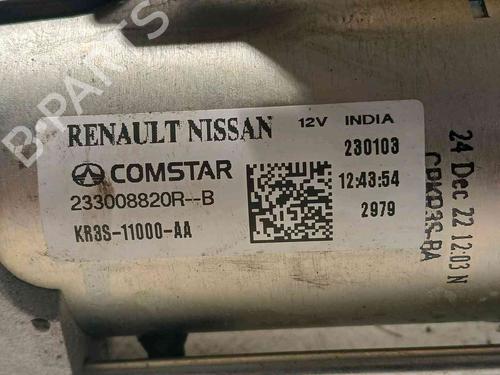 B-PARTS
RENAULT NISSAN 12V INDIA
230103
COMSTAR
12:43:54
233008820R--B
2979
KR3S-11000-AA
24 Dec 22 12:03 N